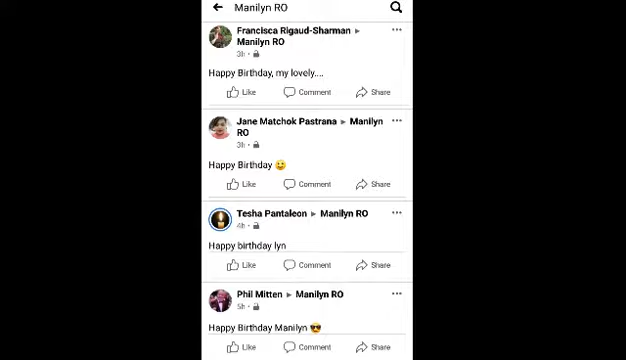 Manilyn RO
Francisca Rigaud-Sharman ▸
Manilyn RO
3h ·
Happy Birthday, my lovely....
Like Comment Share
Jane Matchok Pastrana ▸ Manilyn
RO
3h ·
Happy Birthday 🙂
Like Comment Share
Tesha Pantaleon ▸ Manilyn RO
4h ·
Happy birthday lyn
Like Comment Share
Phil Mitten ▸ Manilyn RO
5h ·
Happy Birthday Manilyn 😎
Like Comment Share